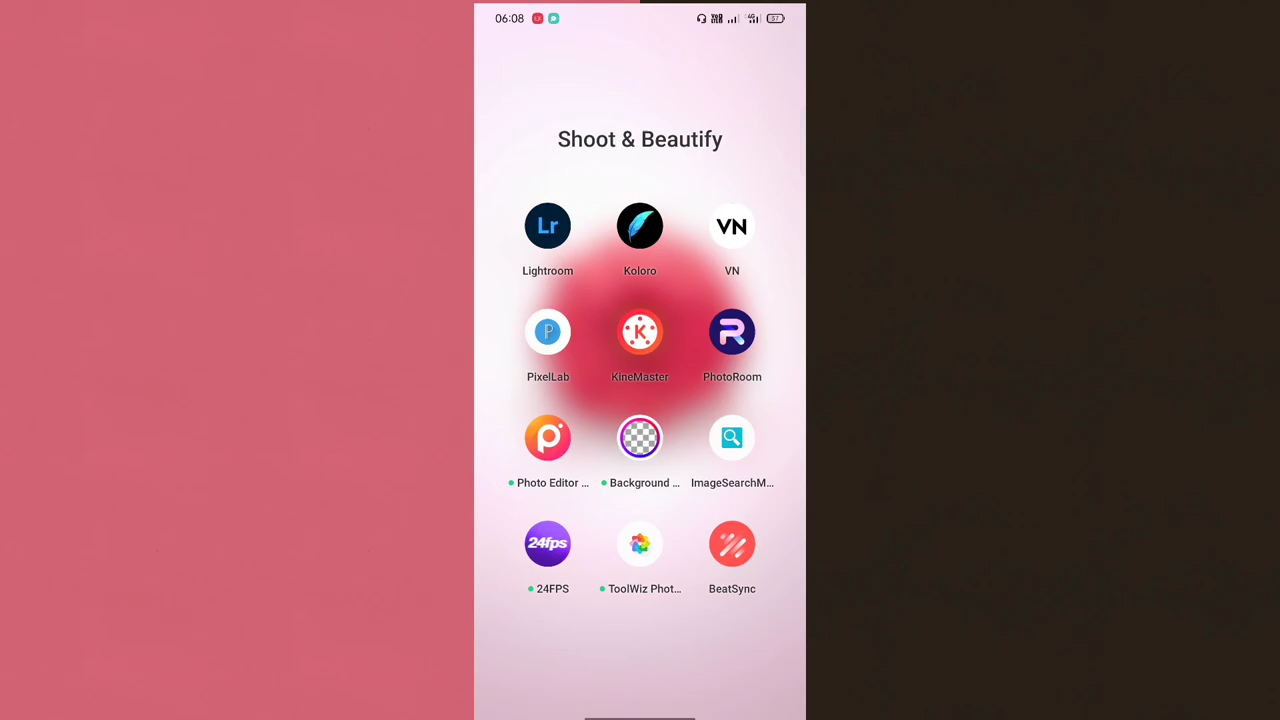 06:08
Shoot & Beautify
Lr
VN
Lightroom Koloro VN
P K R
PixelLab KineMaster PhotoRoom
P
Photo Editor ... Background ... ImageSearchM...
24fps
24FPS ToolWiz Phot... BeatSync